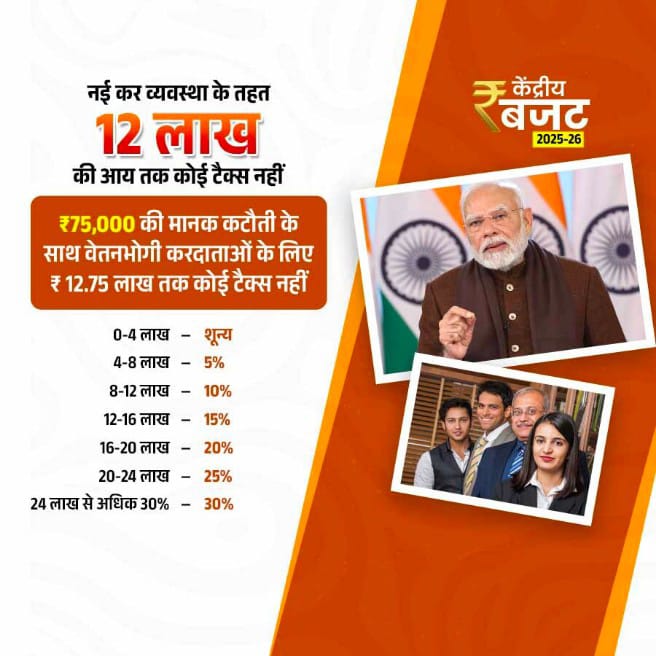 नई कर व्यवस्था के तहत
12 लाख
की आय तक कोई टैक्स नहीं
₹75,000 की मानक कटौती के
साथ वेतनभोगी करदाताओं के लिए
₹ 12.75 लाख तक कोई टैक्स नहीं
0-4 लाख – शून्य
4-8 लाख – 5%
8-12 लाख – 10%
12-16 लाख – 15%
16-20 लाख – 20%
20-24 लाख – 25%
24 लाख से अधिक 30% – 30%
₹ केंद्रीय
बजट
2025-26